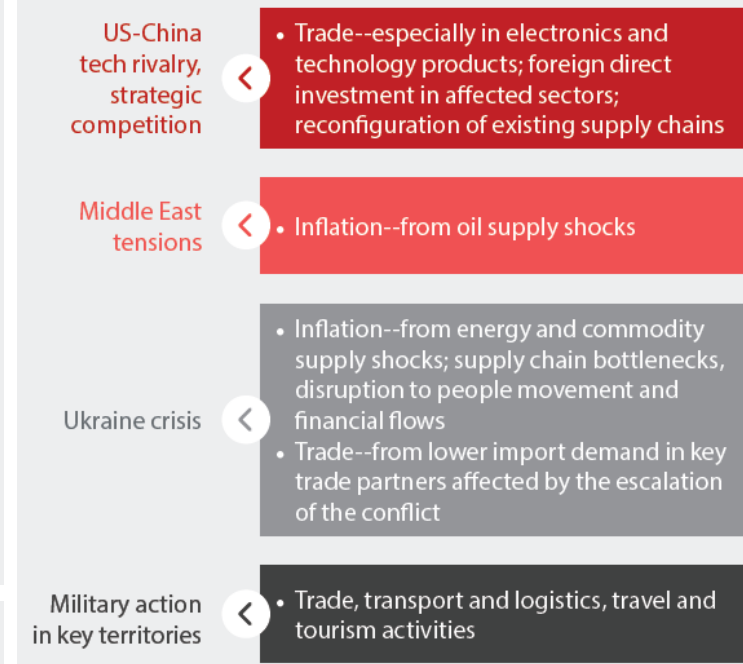 US-China
tech rivalry,
strategic
competition
• Trade--especially in electronics and
technology products; foreign direct
investment in affected sectors;
reconfiguration of existing supply chains
Middle East
tensions
• Inflation--from oil supply shocks
Ukraine crisis
• Inflation--from energy and commodity
supply shocks; supply chain bottlenecks,
disruption to people movement and
financial flows
• Trade--from lower import demand in key
trade partners affected by the escalation
of the conflict
Military action
in key territories
• Trade, transport and logistics, travel and
tourism activities